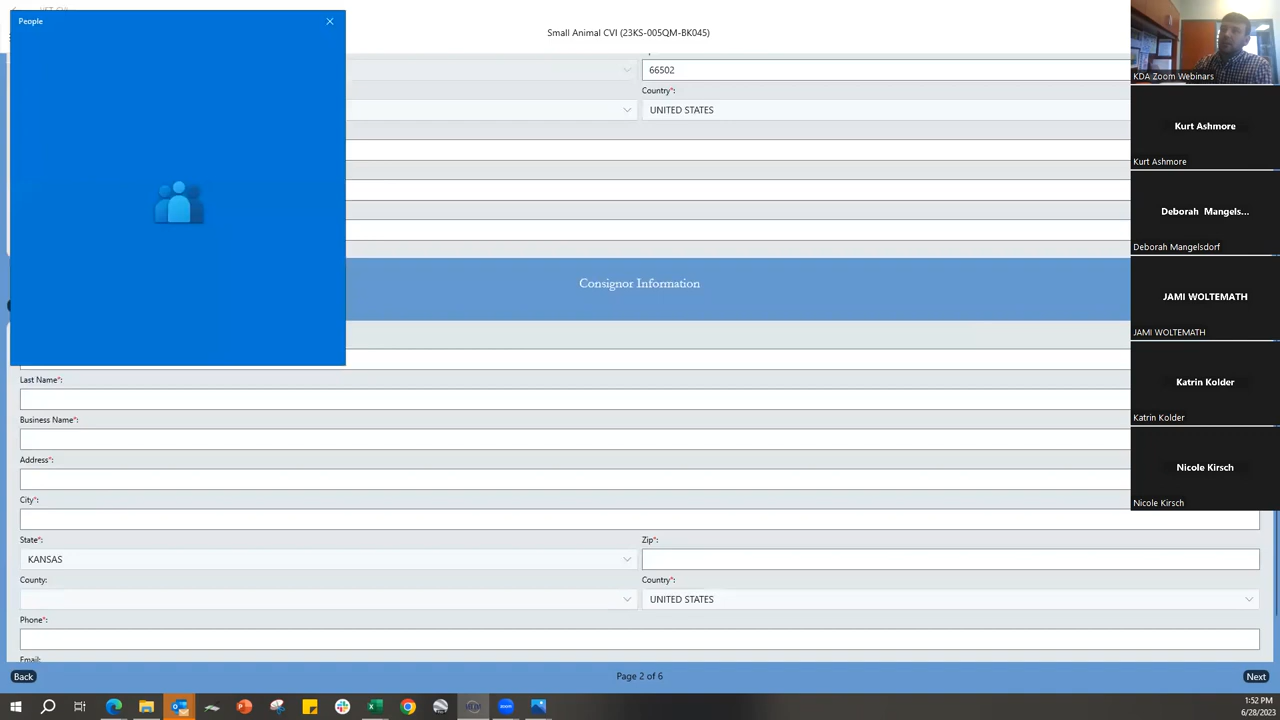 People
Small Animal CVI (23KS-005QM-BK045)
KDA Zoom Webinars
66502
Country*:
UNITED STATES
Kurt Ashmore
Kurt Ashmore
Deborah Mangels...
Deborah Mangelsdorf
Consignor Information
JAMI WOLTEMATH
JAMI WOLTEMATH
Last Name*:
Katrin Kolder
Katrin Kolder
Business Name*:
Address*:
Nicole Kirsch
Nicole Kirsch
City*:
State*:
Zip*:
KANSAS
County:
Country*:
UNITED STATES
Phone*:
Email:
Back
Page 2 of 6
Next
1:52 PM
6/28/2023